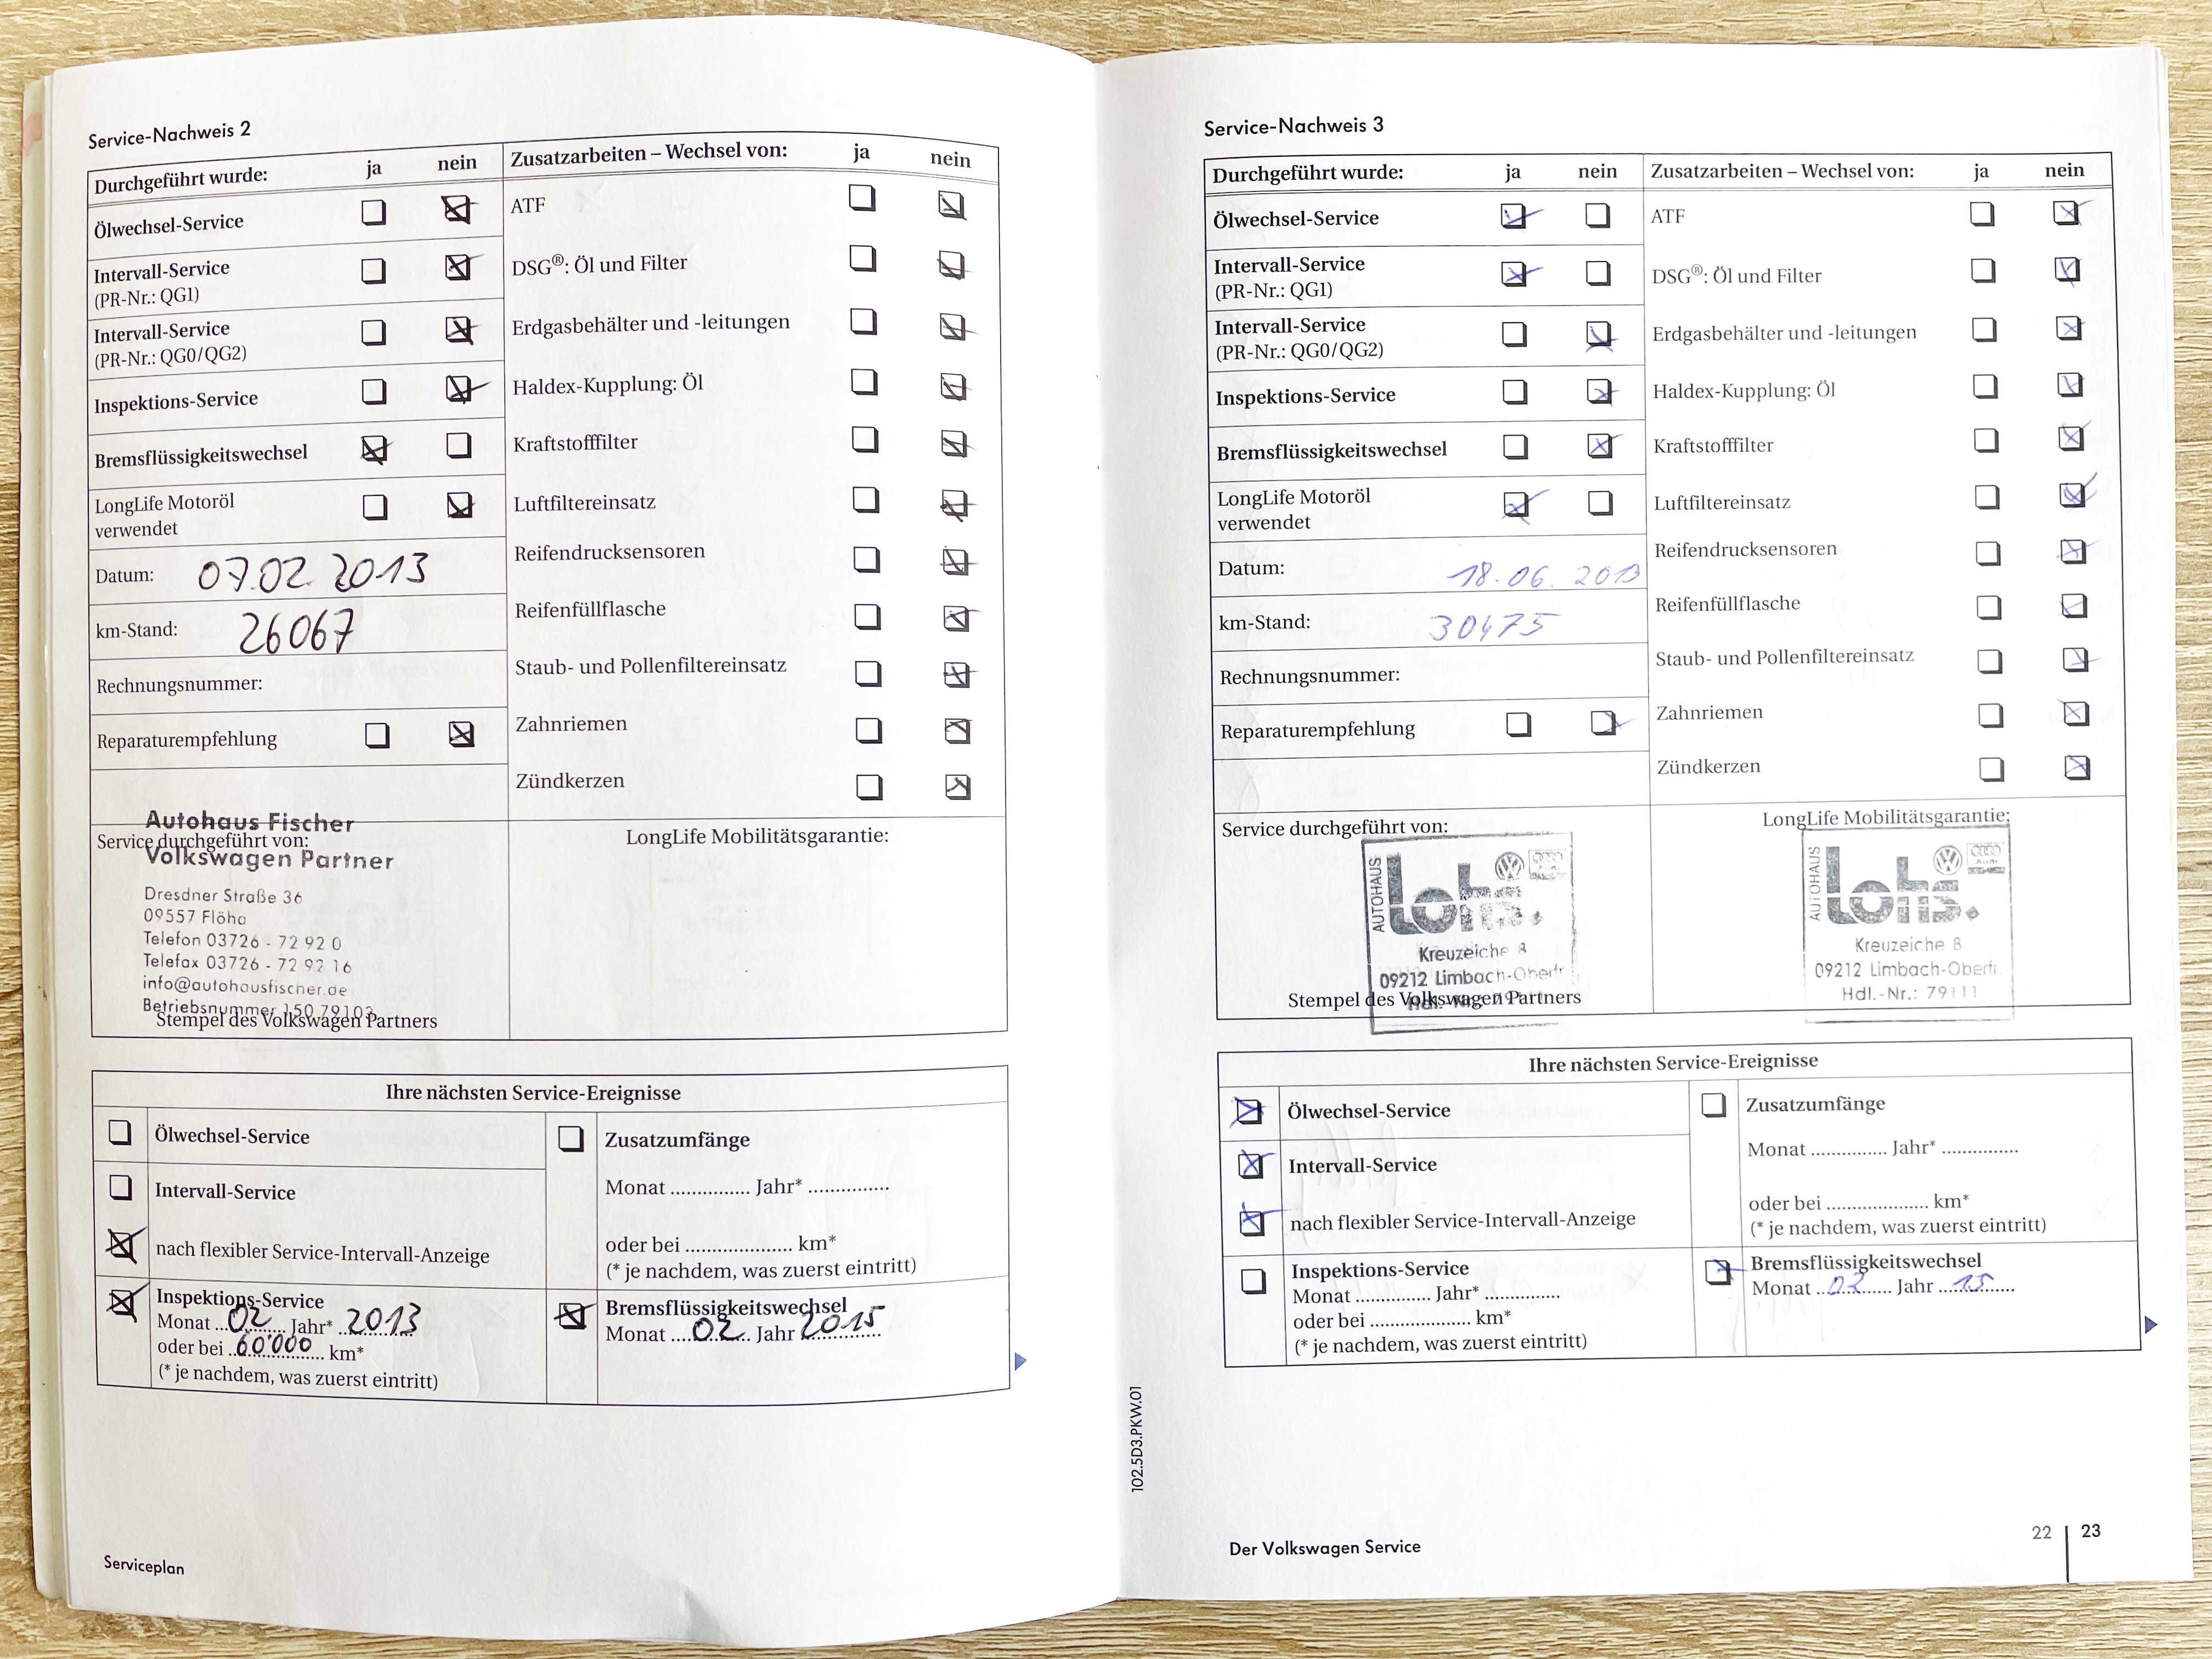 Service-Nachweis 2
Durchgeführt wurde: ja nein
Ölwechsel-Service
Intervall-Service
(PR-Nr.: QG1)
Intervall-Service
(PR-Nr.: QG0/QG2)
Inspektions-Service
Bremsflüssigkeitswechsel
LongLife Motoröl
verwendet
Datum: 07.02.2013
km-Stand: 26067
Rechnungsnummer:
Reparaturempfehlung
Zusatzarbeiten – Wechsel von: ja nein
ATF
DSG®: Öl und Filter
Erdgasbehälter und -leitungen
Haldex-Kupplung: Öl
Kraftstofffilter
Luftfiltereinsatz
Reifendrucksensoren
Reifenfüllflasche
Staub- und Pollenfiltereinsatz
Zahnriemen
Zündkerzen
Autohaus Fischer
Service durchgeführt von:
Volkswagen Partner
Dresdner Straße 36
09557 Flöha
Telefon 03726 - 72 92 0
Telefax 03726 - 72 92 16
info@autohausfischer.de
Betriebsnummer 150 79103
Stempel des Volkswagen Partners
LongLife Mobilitätsgarantie:
Ihre nächsten Service-Ereignisse
Ölwechsel-Service
Intervall-Service
nach flexibler Service-Intervall-Anzeige
Inspektions-Service
Monat ... 02 ... Jahr* ... 2013
oder bei ... 60'000 ... km*
(* je nachdem, was zuerst eintritt)
Zusatzumfänge
Monat ............... Jahr* ...............
oder bei .................... km*
(* je nachdem, was zuerst eintritt)
Bremsflüssigkeitswechsel
Monat .... 02 .. Jahr 2015
Serviceplan
Service-Nachweis 3
Durchgeführt wurde: ja nein
Ölwechsel-Service
Intervall-Service
(PR-Nr.: QG1)
Intervall-Service
(PR-Nr.: QG0/QG2)
Inspektions-Service
Bremsflüssigkeitswechsel
LongLife Motoröl
verwendet
Datum: 18.06.2013
km-Stand: 30475
Rechnungsnummer:
Reparaturempfehlung
Zusatzarbeiten – Wechsel von: ja nein
ATF
DSG®: Öl und Filter
Erdgasbehälter und -leitungen
Haldex-Kupplung: Öl
Kraftstofffilter
Luftfiltereinsatz
Reifendrucksensoren
Reifenfüllflasche
Staub- und Pollenfiltereinsatz
Zahnriemen
Zündkerzen
Service durchgeführt von:
AUTOHAUS
Kreuzeiche 8
09212 Limbach-Oberfr.
Stempel des Volkswagen Partners
LongLife Mobilitätsgarantie:
AUTOHAUS
Audi
Kreuzeiche 8
09212 Limbach-Oberfr.
Hdl.-Nr.: 79111
Ihre nächsten Service-Ereignisse
Ölwechsel-Service
Intervall-Service
nach flexibler Service-Intervall-Anzeige
Inspektions-Service
Monat ............... Jahr* ...............
oder bei .................... km*
(* je nachdem, was zuerst eintritt)
Zusatzumfänge
Monat ............... Jahr* ...............
oder bei .................... km*
(* je nachdem, was zuerst eintritt)
Bremsflüssigkeitswechsel
Monat ... 02 ... Jahr ... 15
102.5D3.PKW.01
Der Volkswagen Service
22 23